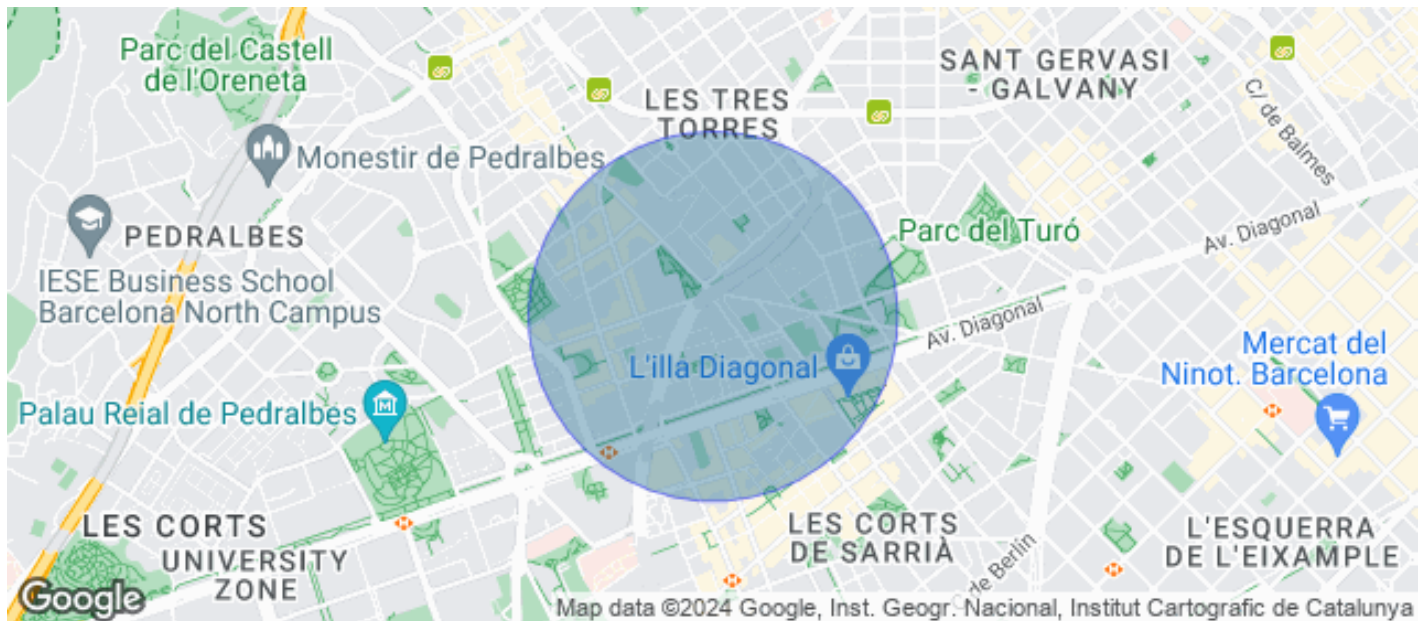 Parc del Castell
de l'Oreneta
SANT GERVASI
- GALVANY
C/ de Balmes
LES TRES
TORRES
Monestir de Pedralbes
PEDRALBES
Parc del Turó
Av. Diagonal
IESE Business School
Barcelona North Campus
Av. Diagonal
L'illa Diagonal
Mercat del
Ninot. Barcelona
Palau Reial de Pedralbes
M
LES CORTS
UNIVERSITY
ZONE
LES CORTS
DE SARRIÀ
L'ESQUERRA
DE L'EIXAMPLE
C. de Berlín
Google
Map data ©2024 Google, Inst. Geogr. Nacional, Institut Cartografic de Catalunya